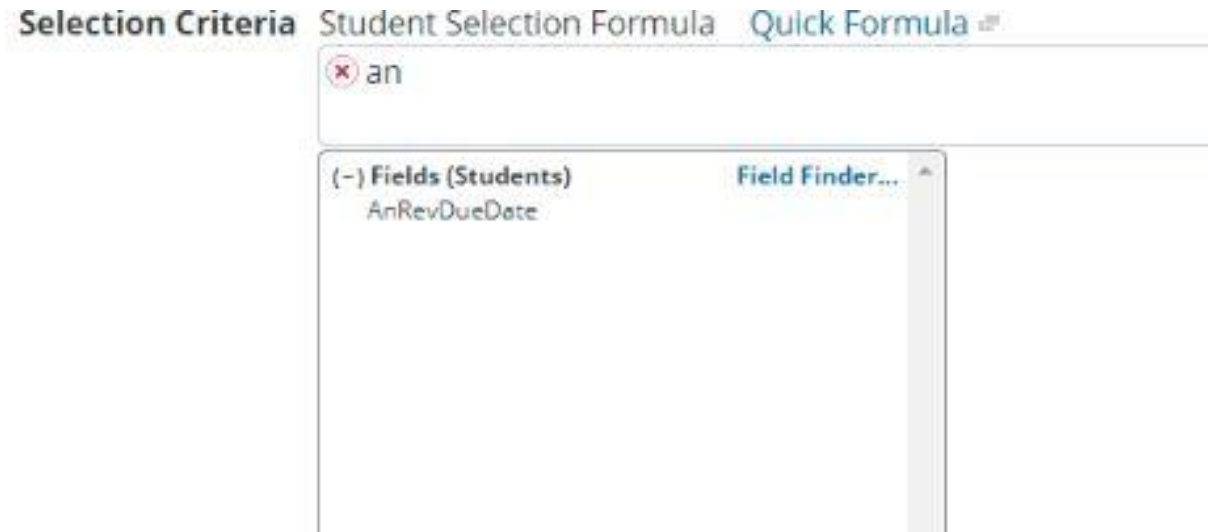 Selection Criteria Student Selection Formula Quick Formula
an
(-) Fields (Students) Field Finder...
AnRevDueDate